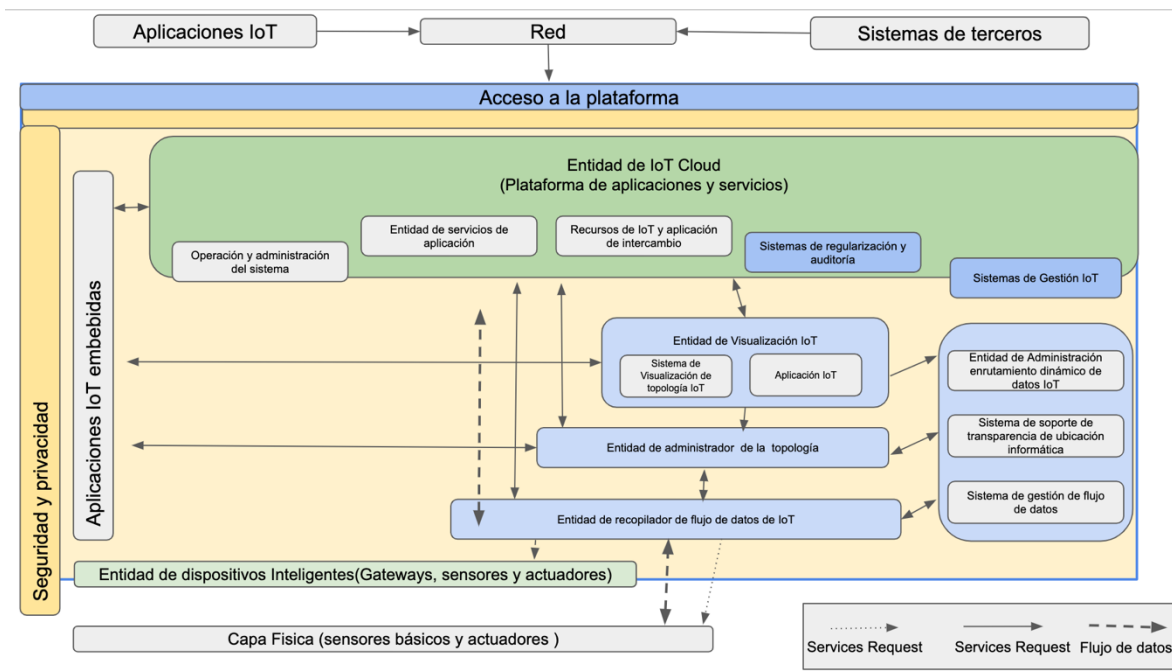 Aplicaciones IoT
Red
Sistemas de terceros
Acceso a la plataforma
Seguridad y privacidad
Aplicaciones IoT embebidas
Entidad de IoT Cloud
(Plataforma de aplicaciones y servicios)
Operación y administración
del sistema
Entidad de servicios de
aplicación
Recursos de IoT y aplicación
de intercambio
Sistemas de regularización y
auditoría
Sistemas de Gestión IoT
Entidad de Visualización IoT
Sistema de
Visualización de
topología IoT
Aplicación IoT
Entidad de Administración
enrutamiento dinámico de
datos IoT
Entidad de administrador de la topología
Sistema de soporte de
transparencia de ubicación
informática
Entidad de recopilador de flujo de datos de IoT
Sistema de gestión de flujo
de datos
Entidad de dispositivos Inteligentes(Gateways, sensores y actuadores)
Capa Fisica (sensores básicos y actuadores )
Services Request
Services Request
Flujo de datos